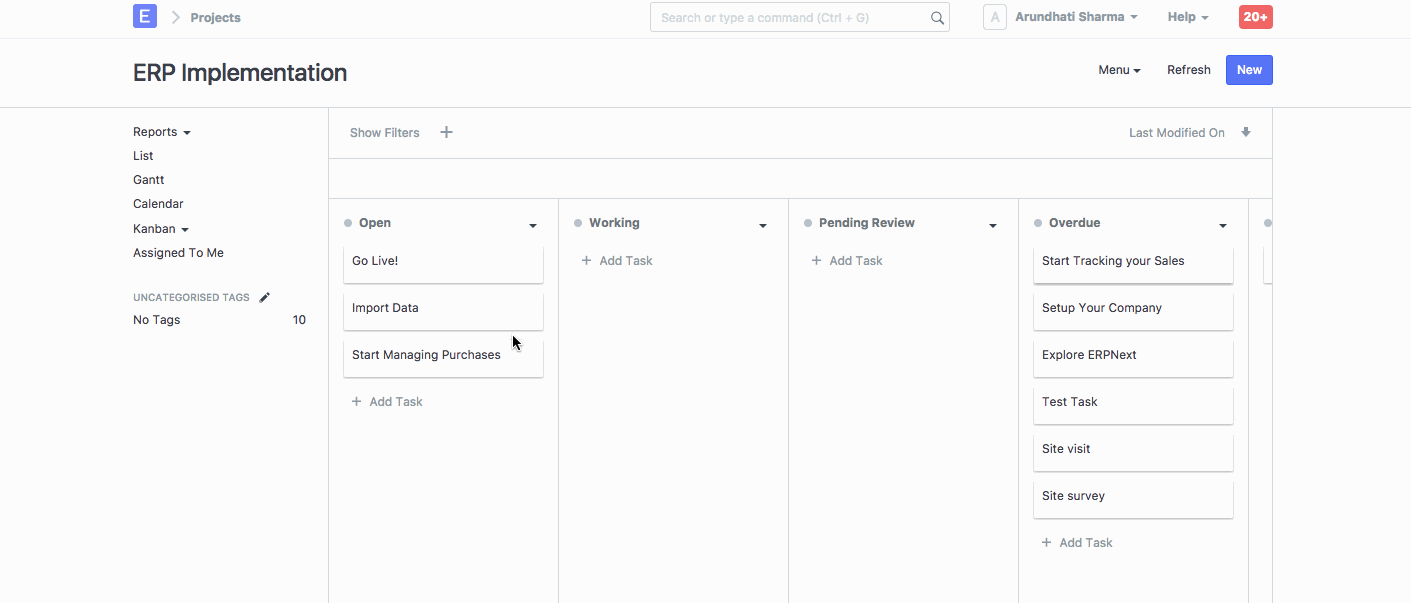 E Projects Search or type a command (Ctrl + G) A Arundhati Sharma Help 20+
ERP Implementation Menu Refresh New
Reports
List
Gantt
Calendar
Kanban
Assigned To Me
UNCATEGORISED TAGS
No Tags 10
Show Filters + Last Modified On
Open
Go Live!
Import Data
Start Managing Purchases
+ Add Task
Working
+ Add Task
Pending Review
+ Add Task
Overdue
Start Tracking your Sales
Setup Your Company
Explore ERPNext
Test Task
Site visit
Site survey
+ Add Task